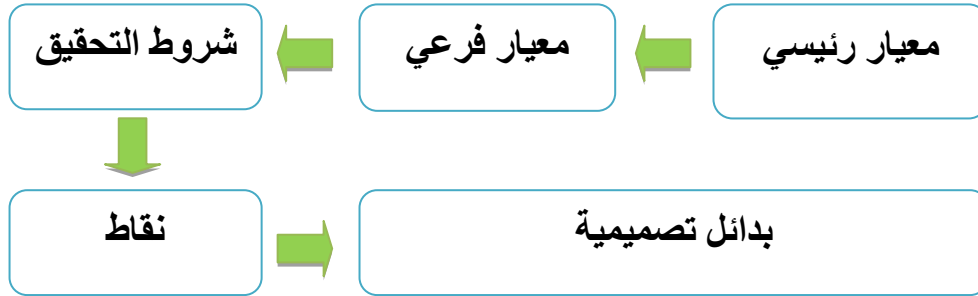 معيار رئيسي
معيار فرعي
شروط التحقيق
نقاط
بدائل تصميمية